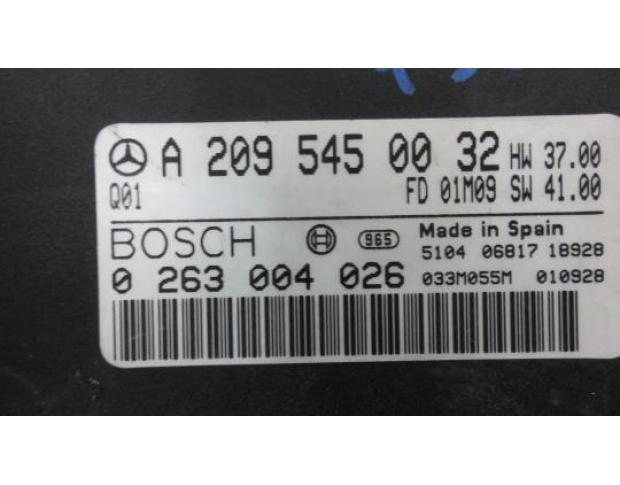 A 209 545 00 32 HW 37.00
Q01 FD 01M09 SW 41.00
BOSCH 965 Made in Spain
5104 06817 18928
0 263 004 026 033M055M 010928